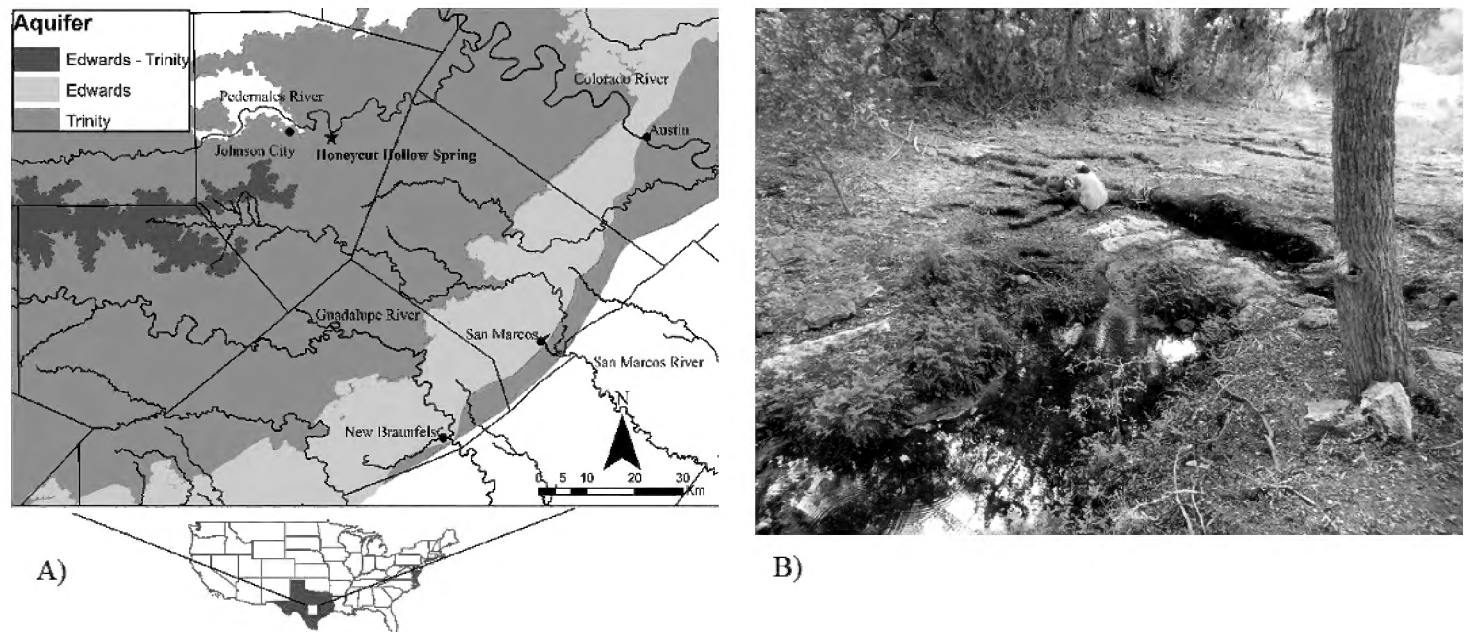 Aquifer
Edwards - Trinity
Edwards
Trinity
Pedernales River
Colorado River
Johnson City
Honeycut Hollow Spring
Austin
Guadalupe River
San Marcos
San Marcos River
New Braunfels
N
0 5 10 20 30
Km
A)
B)